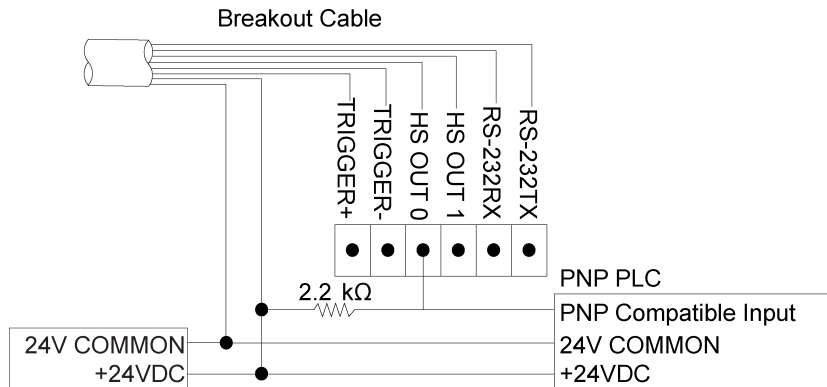 Breakout Cable
TRIGGER+
TRIGGER-
HS OUT 0
HS OUT 1
RS-232RX
RS-232TX
PNP PLC
2.2 kΩ
PNP Compatible Input
24V COMMON
24V COMMON
+24VDC
+24VDC